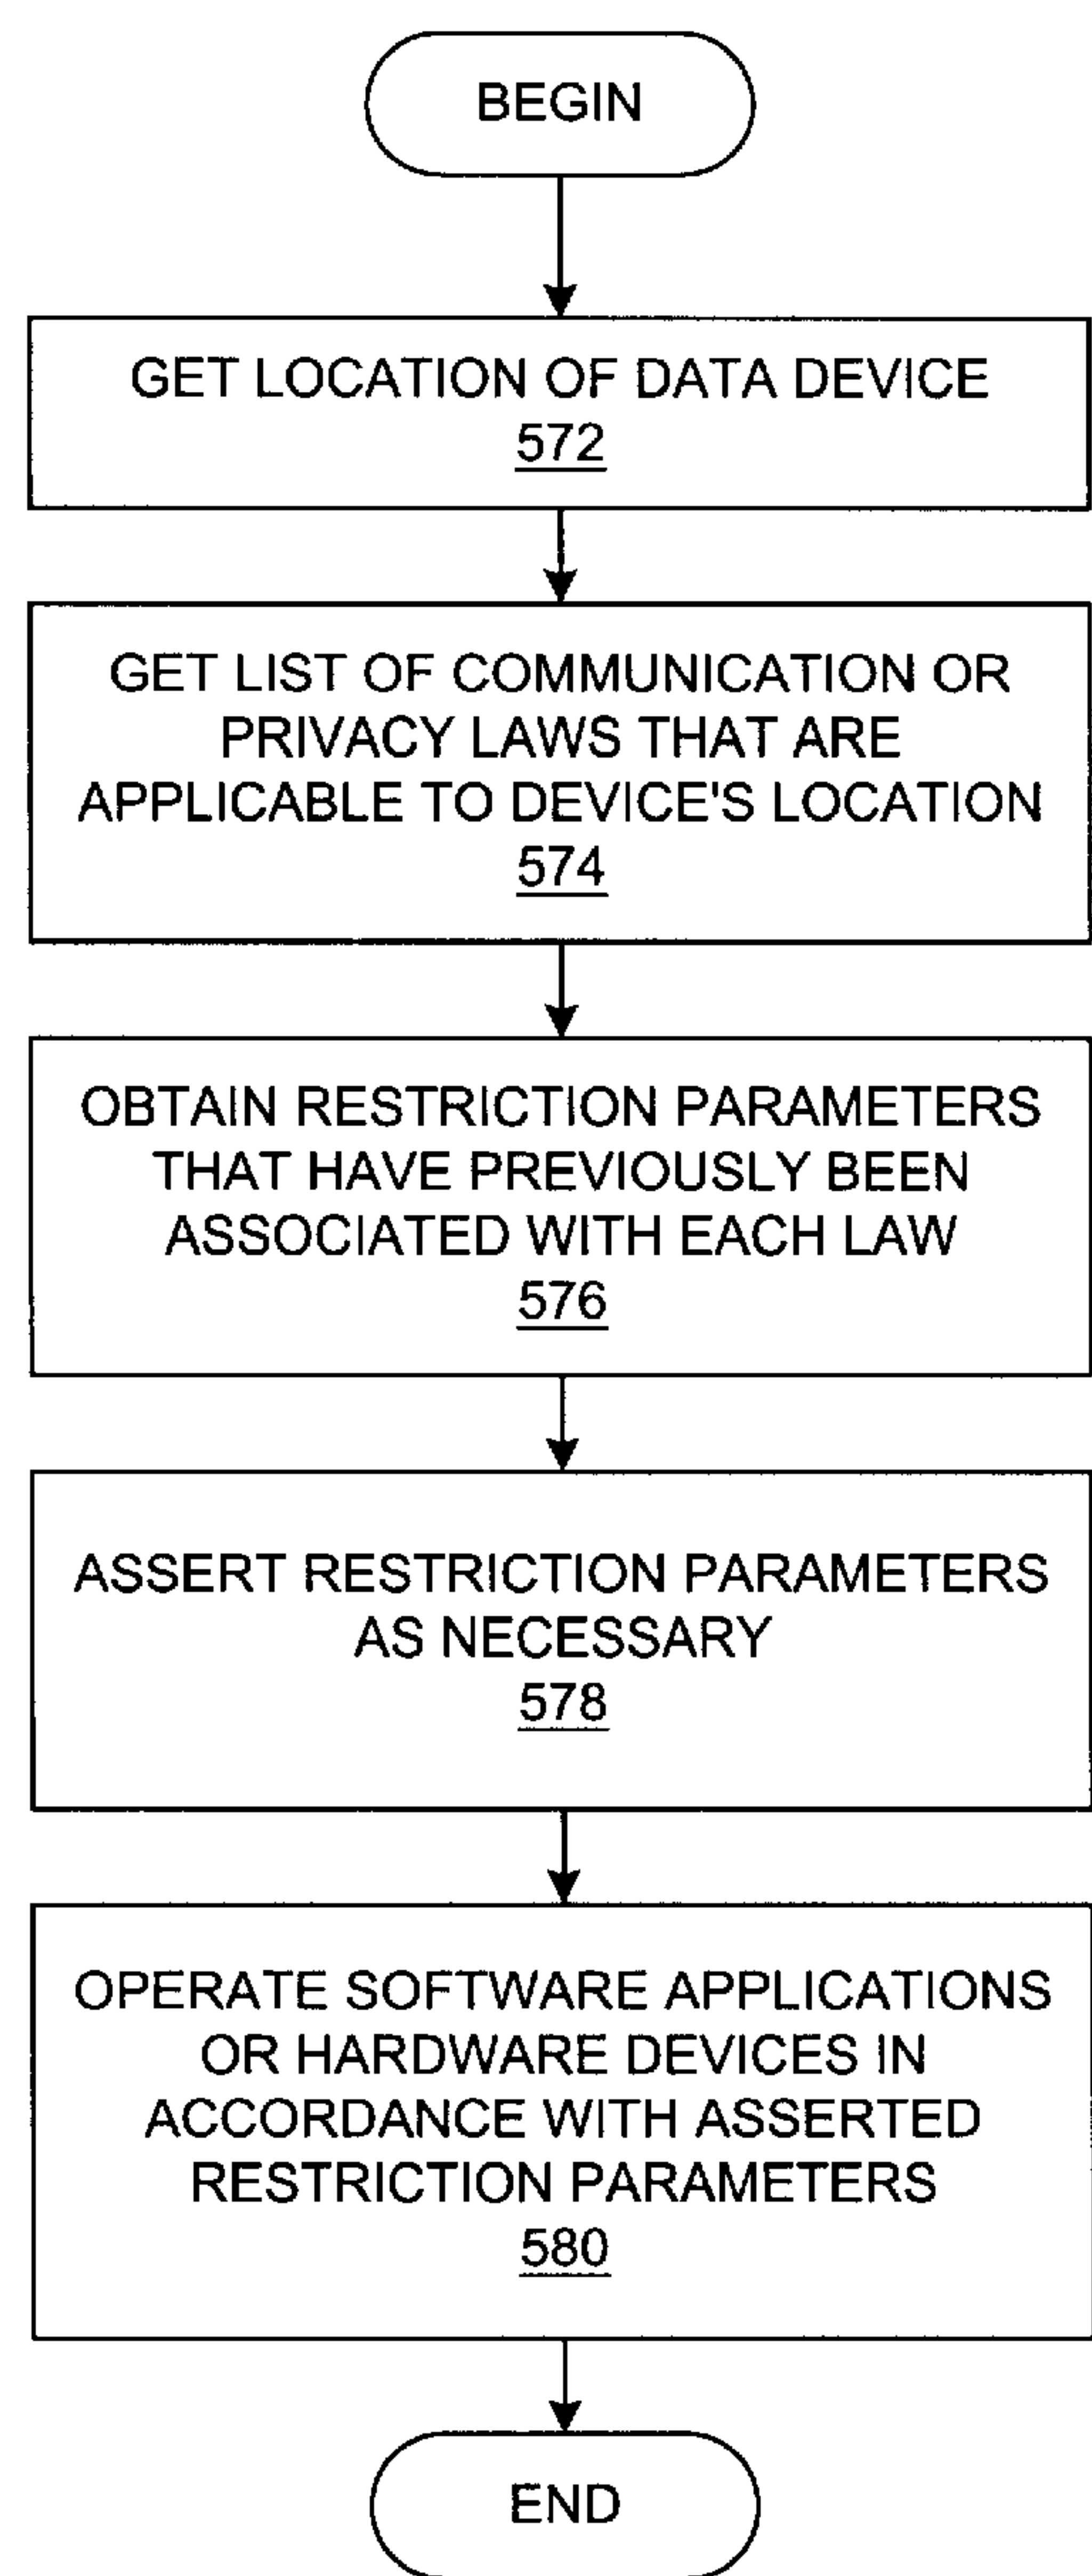 BEGIN
GET LOCATION OF DATA DEVICE
572
GET LIST OF COMMUNICATION OR
PRIVACY LAWS THAT ARE
APPLICABLE TO DEVICE'S LOCATION
574
OBTAIN RESTRICTION PARAMETERS
THAT HAVE PREVIOUSLY BEEN
ASSOCIATED WITH EACH LAW
576
ASSERT RESTRICTION PARAMETERS
AS NECESSARY
578
OPERATE SOFTWARE APPLICATIONS
OR HARDWARE DEVICES IN
ACCORDANCE WITH ASSERTED
RESTRICTION PARAMETERS
580
END